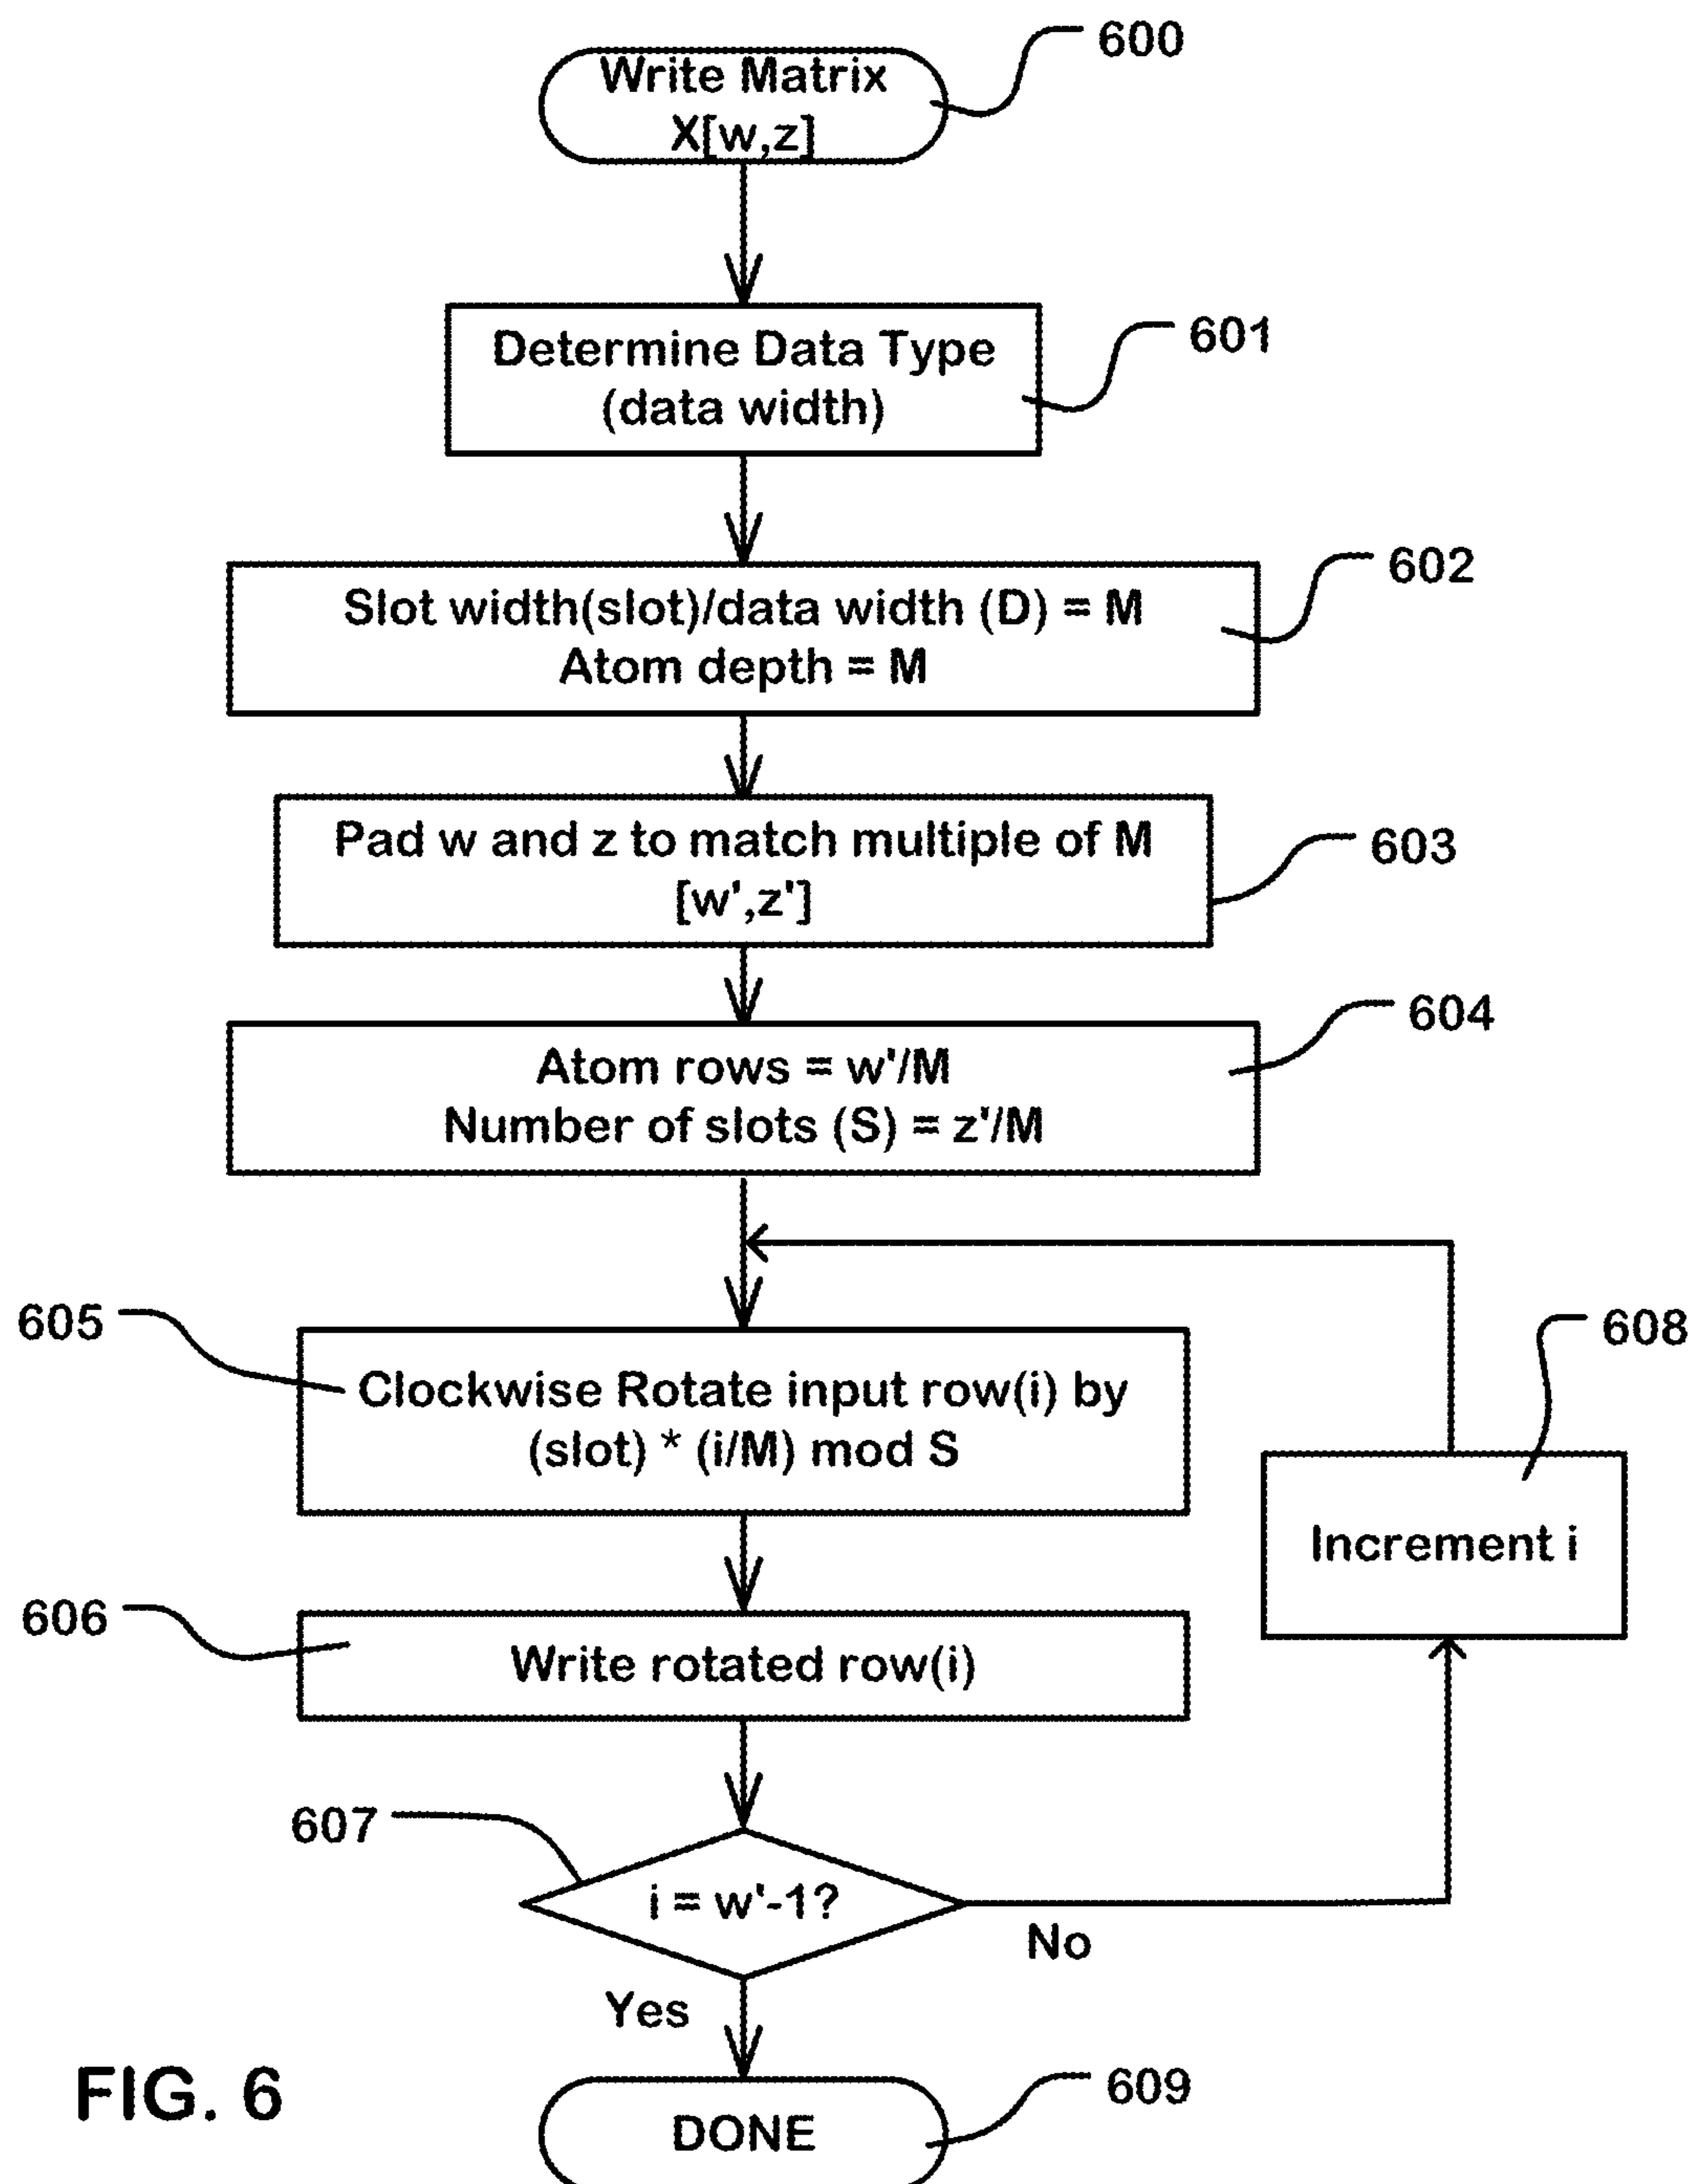 600
Write Matrix
X[w,z]
601
Determine Data Type
(data width)
602
Slot width(slot)/data width (D) = M
Atom depth = M
603
Pad w and z to match multiple of M
[w',z']
604
Atom rows = w'/M
Number of slots (S) = z'/M
605
Clockwise Rotate input row(i) by
(slot) * (i/M) mod S
608
Increment i
606
Write rotated row(i)
607
i = w'-1?
No
Yes
FIG. 6
609
DONE